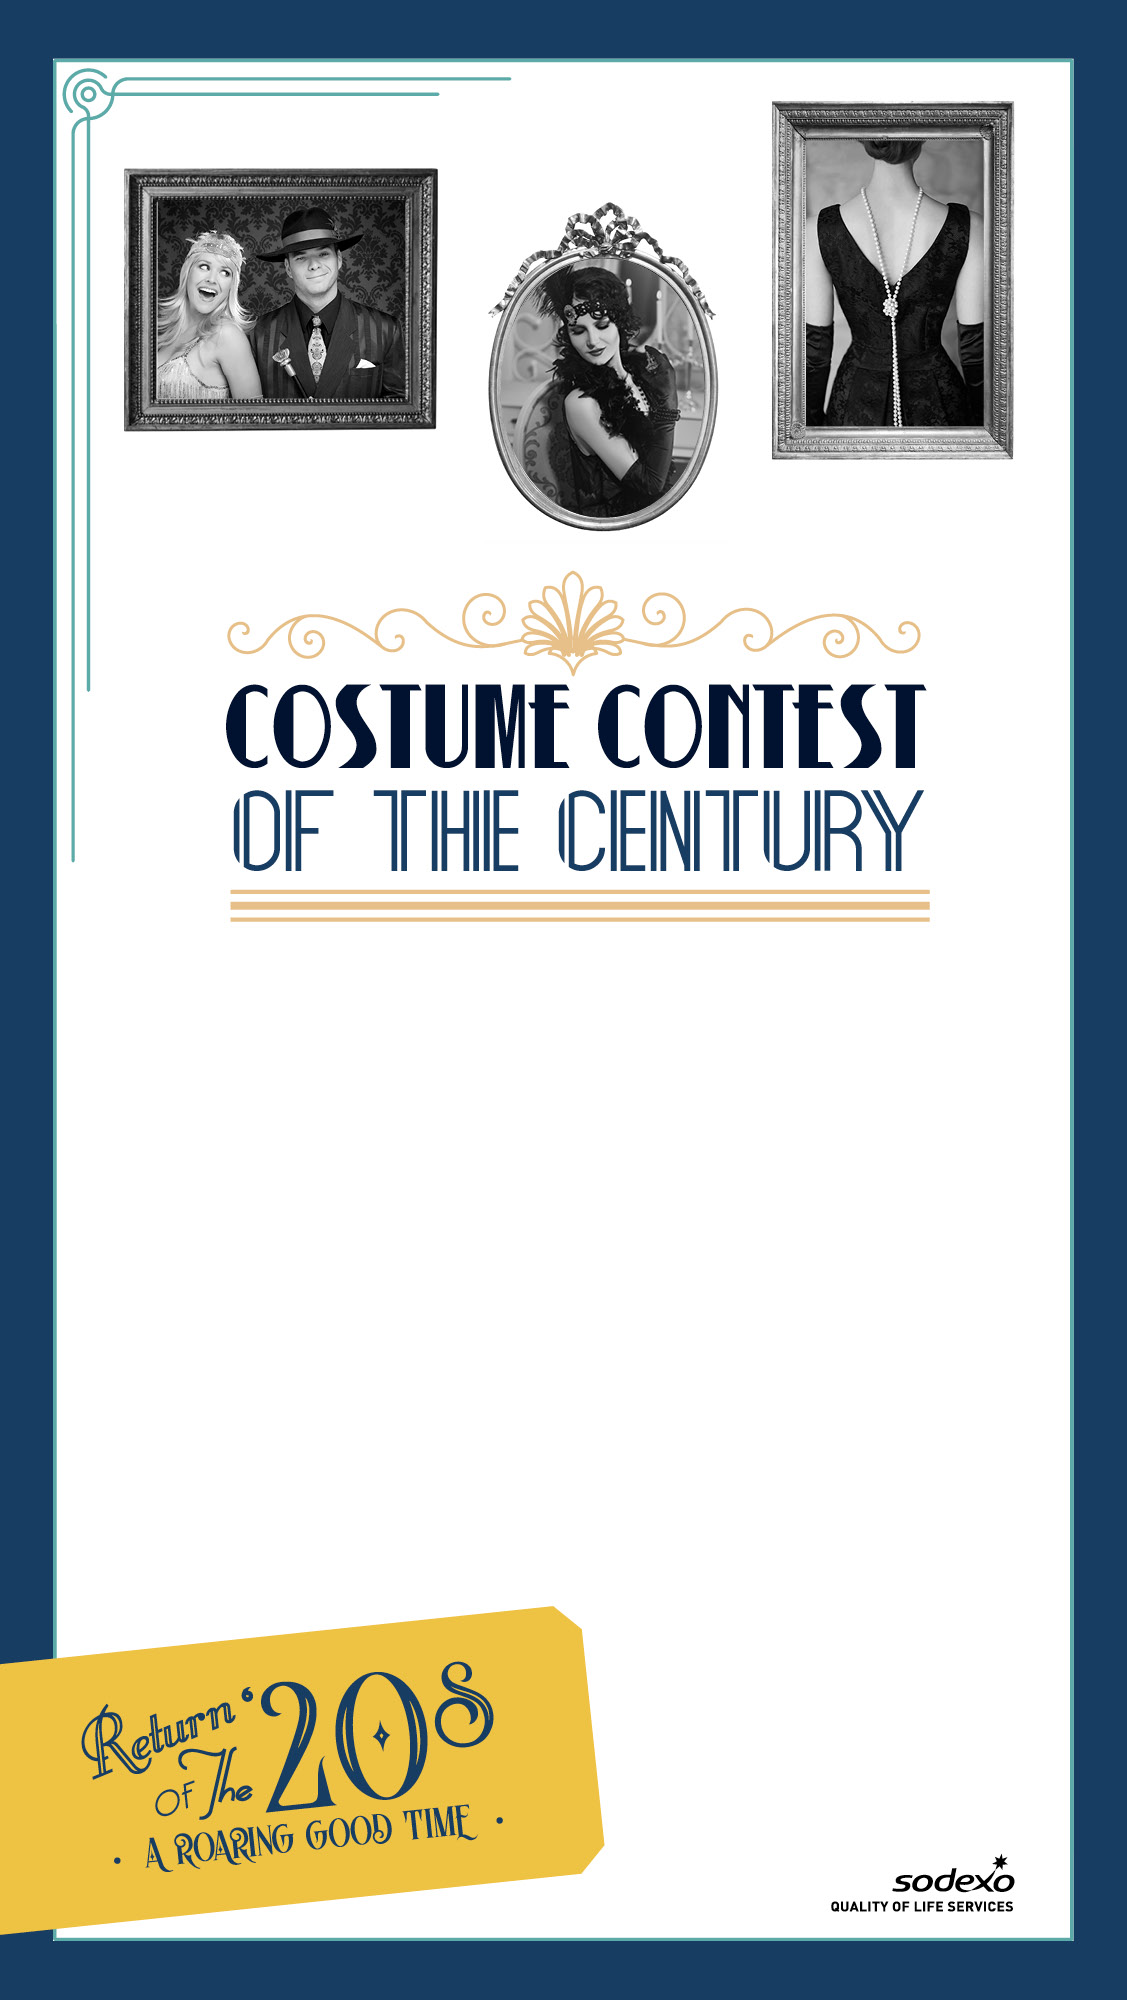 COSTUME CONTEST
OF THE CENTURY
Return ‘20s
OF The
· A ROARING GOOD TIME ·
sodexo
QUALITY OF LIFE SERVICES